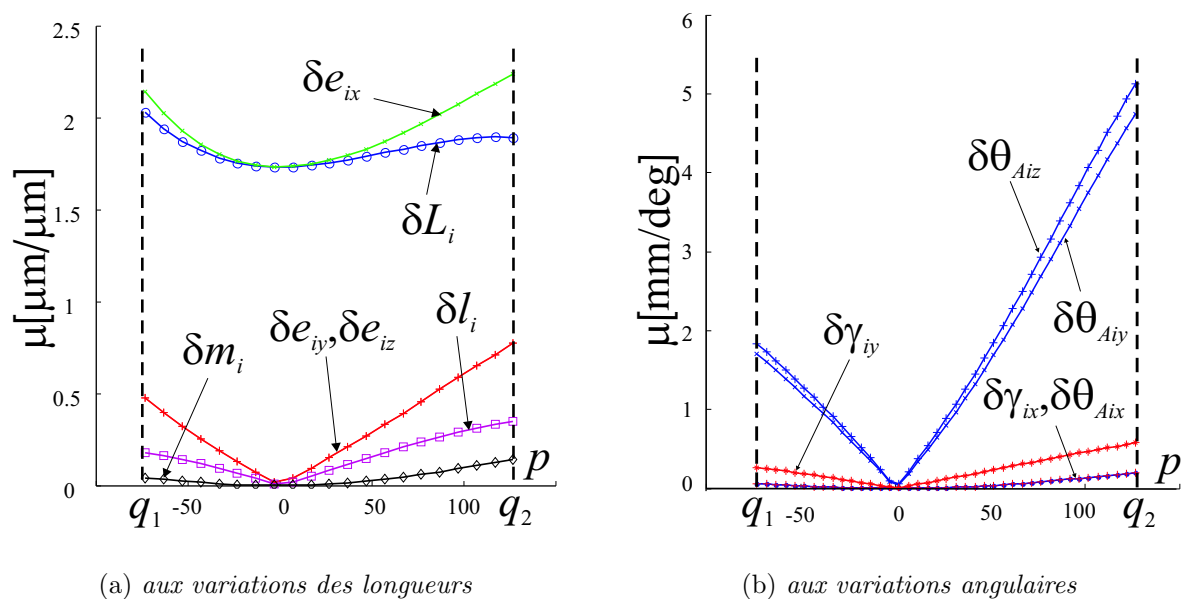 2.5
2
1.5
1
0.5
0
μ[μm/μm]
δe_ix
δL_i
δm_i
δe_iy,δe_iz
δl_i
p
q_1 -50 0 50 100 q_2
(a) aux variations des longueurs
6
5
4
3
2
1
0
μ[mm/deg]
δθ_Aiz
δθ_Aiy
δγ_iy
δγ_ix,δθ_Aix
p
q_1 -50 0 50 100 q_2
(b) aux variations angulaires